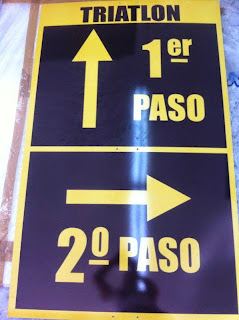 TRIATLON
1er
PASO
2º PASO